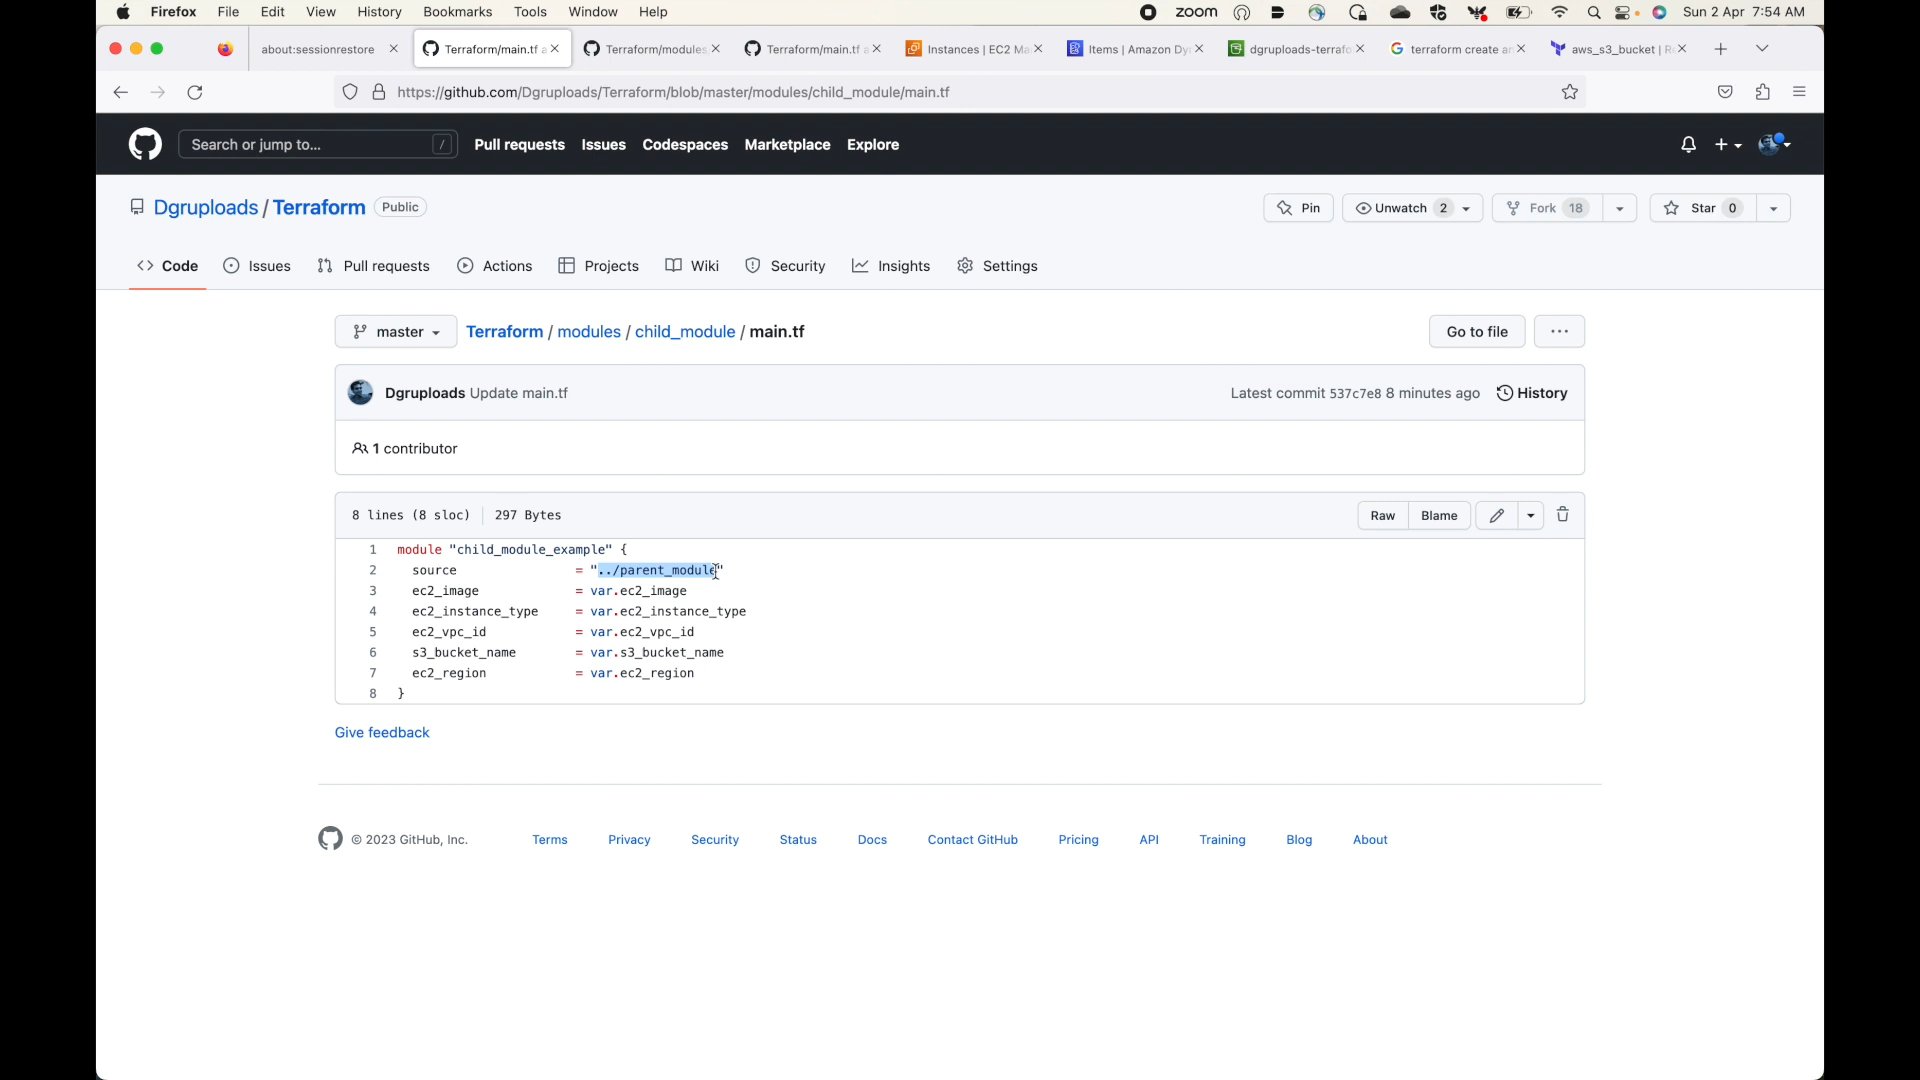 Firefox File Edit View History Bookmarks Tools Window Help zoom Sun 2 Apr 7:54 AM
about:sessionrestore Terraform/main.tf a Terraform/modules Terraform/main.tf a Instances | EC2 Ma Items | Amazon Dy dgruploads-terrafo terraform create an aws_s3_bucket | Re
https://github.com/Dgruploads/Terraform/blob/master/modules/child_module/main.tf
Search or jump to... / Pull requests Issues Codespaces Marketplace Explore
Dgruploads / Terraform Public Pin Unwatch 2 Fork 18 Star 0
Code Issues Pull requests Actions Projects Wiki Security Insights Settings
master Terraform / modules / child_module / main.tf Go to file ...
Dgruploads Update main.tf Latest commit 537c7e8 8 minutes ago History
1 contributor
8 lines (8 sloc) 297 Bytes Raw Blame
1 module "child_module_example" {
2 source = "../parent_module"
3 ec2_image = var.ec2_image
4 ec2_instance_type = var.ec2_instance_type
5 ec2_vpc_id = var.ec2_vpc_id
6 s3_bucket_name = var.s3_bucket_name
7 ec2_region = var.ec2_region
8 }
Give feedback
© 2023 GitHub, Inc. Terms Privacy Security Status Docs Contact GitHub Pricing API Training Blog About